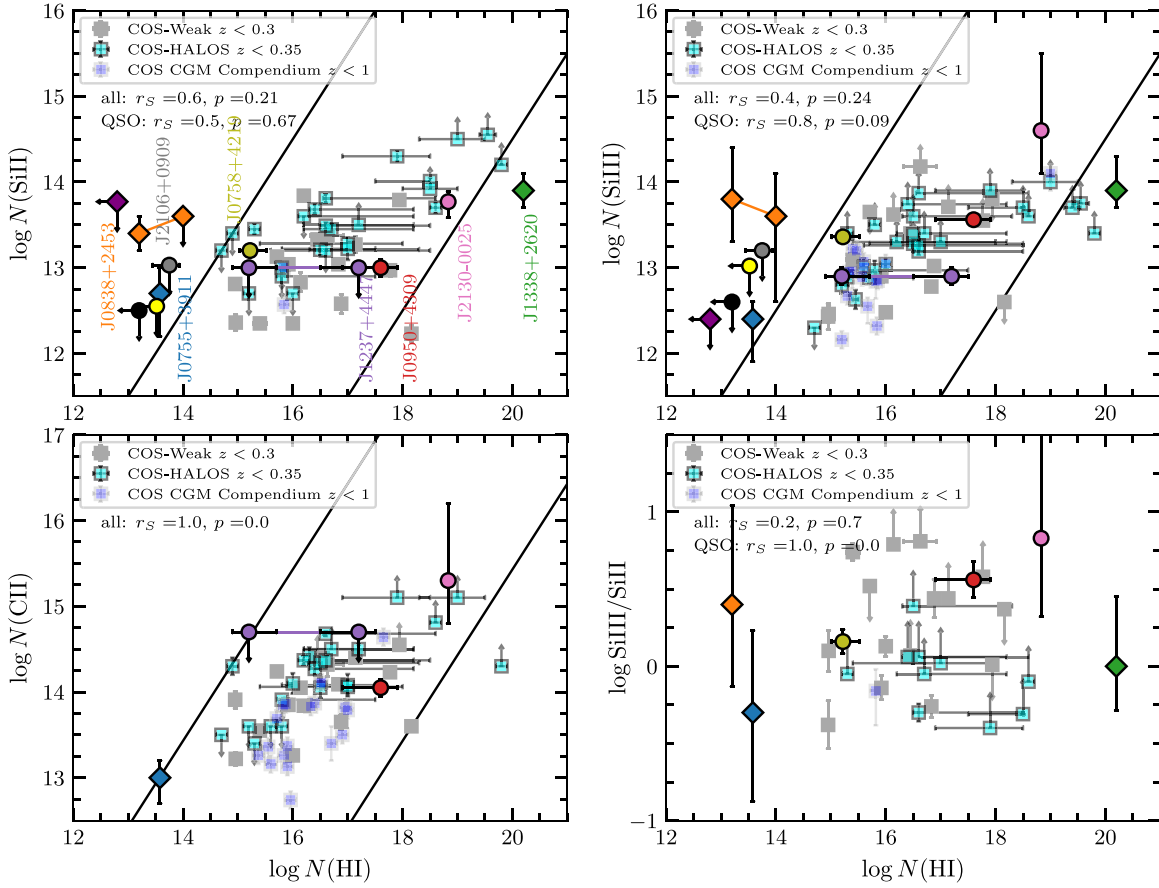 COS-Weak z < 0.3
COS-HALOS z < 0.35
COS CGM Compendium z < 1
all: r_S =0.6, p =0.21
QSO: r_S =0.5, p =0.67
J0838+2453
J2106+0909
J0755+3911
J0758+4219
J1237+4447
J0950+4309
J2130-0025
J1338+2620
log N(SiII)
16
15
14
13
12
12 14 16 18 20
COS-Weak z < 0.3
COS-HALOS z < 0.35
COS CGM Compendium z < 1
all: r_S =0.4, p =0.24
QSO: r_S =0.8, p =0.09
log N(SiIII)
16
15
14
13
12
12 14 16 18 20
COS-Weak z < 0.3
COS-HALOS z < 0.35
COS CGM Compendium z < 1
all: r_S =1.0, p =0.0
log N(CII)
17
16
15
14
13
12 14 16 18 20
log N(HI)
COS-Weak z < 0.3
COS-HALOS z < 0.35
COS CGM Compendium z < 1
all: r_S =0.2, p =0.7
QSO: r_S =1.0, p =0.0
log SiIII/SiII
1
0
−1
12 14 16 18 20
log N(HI)